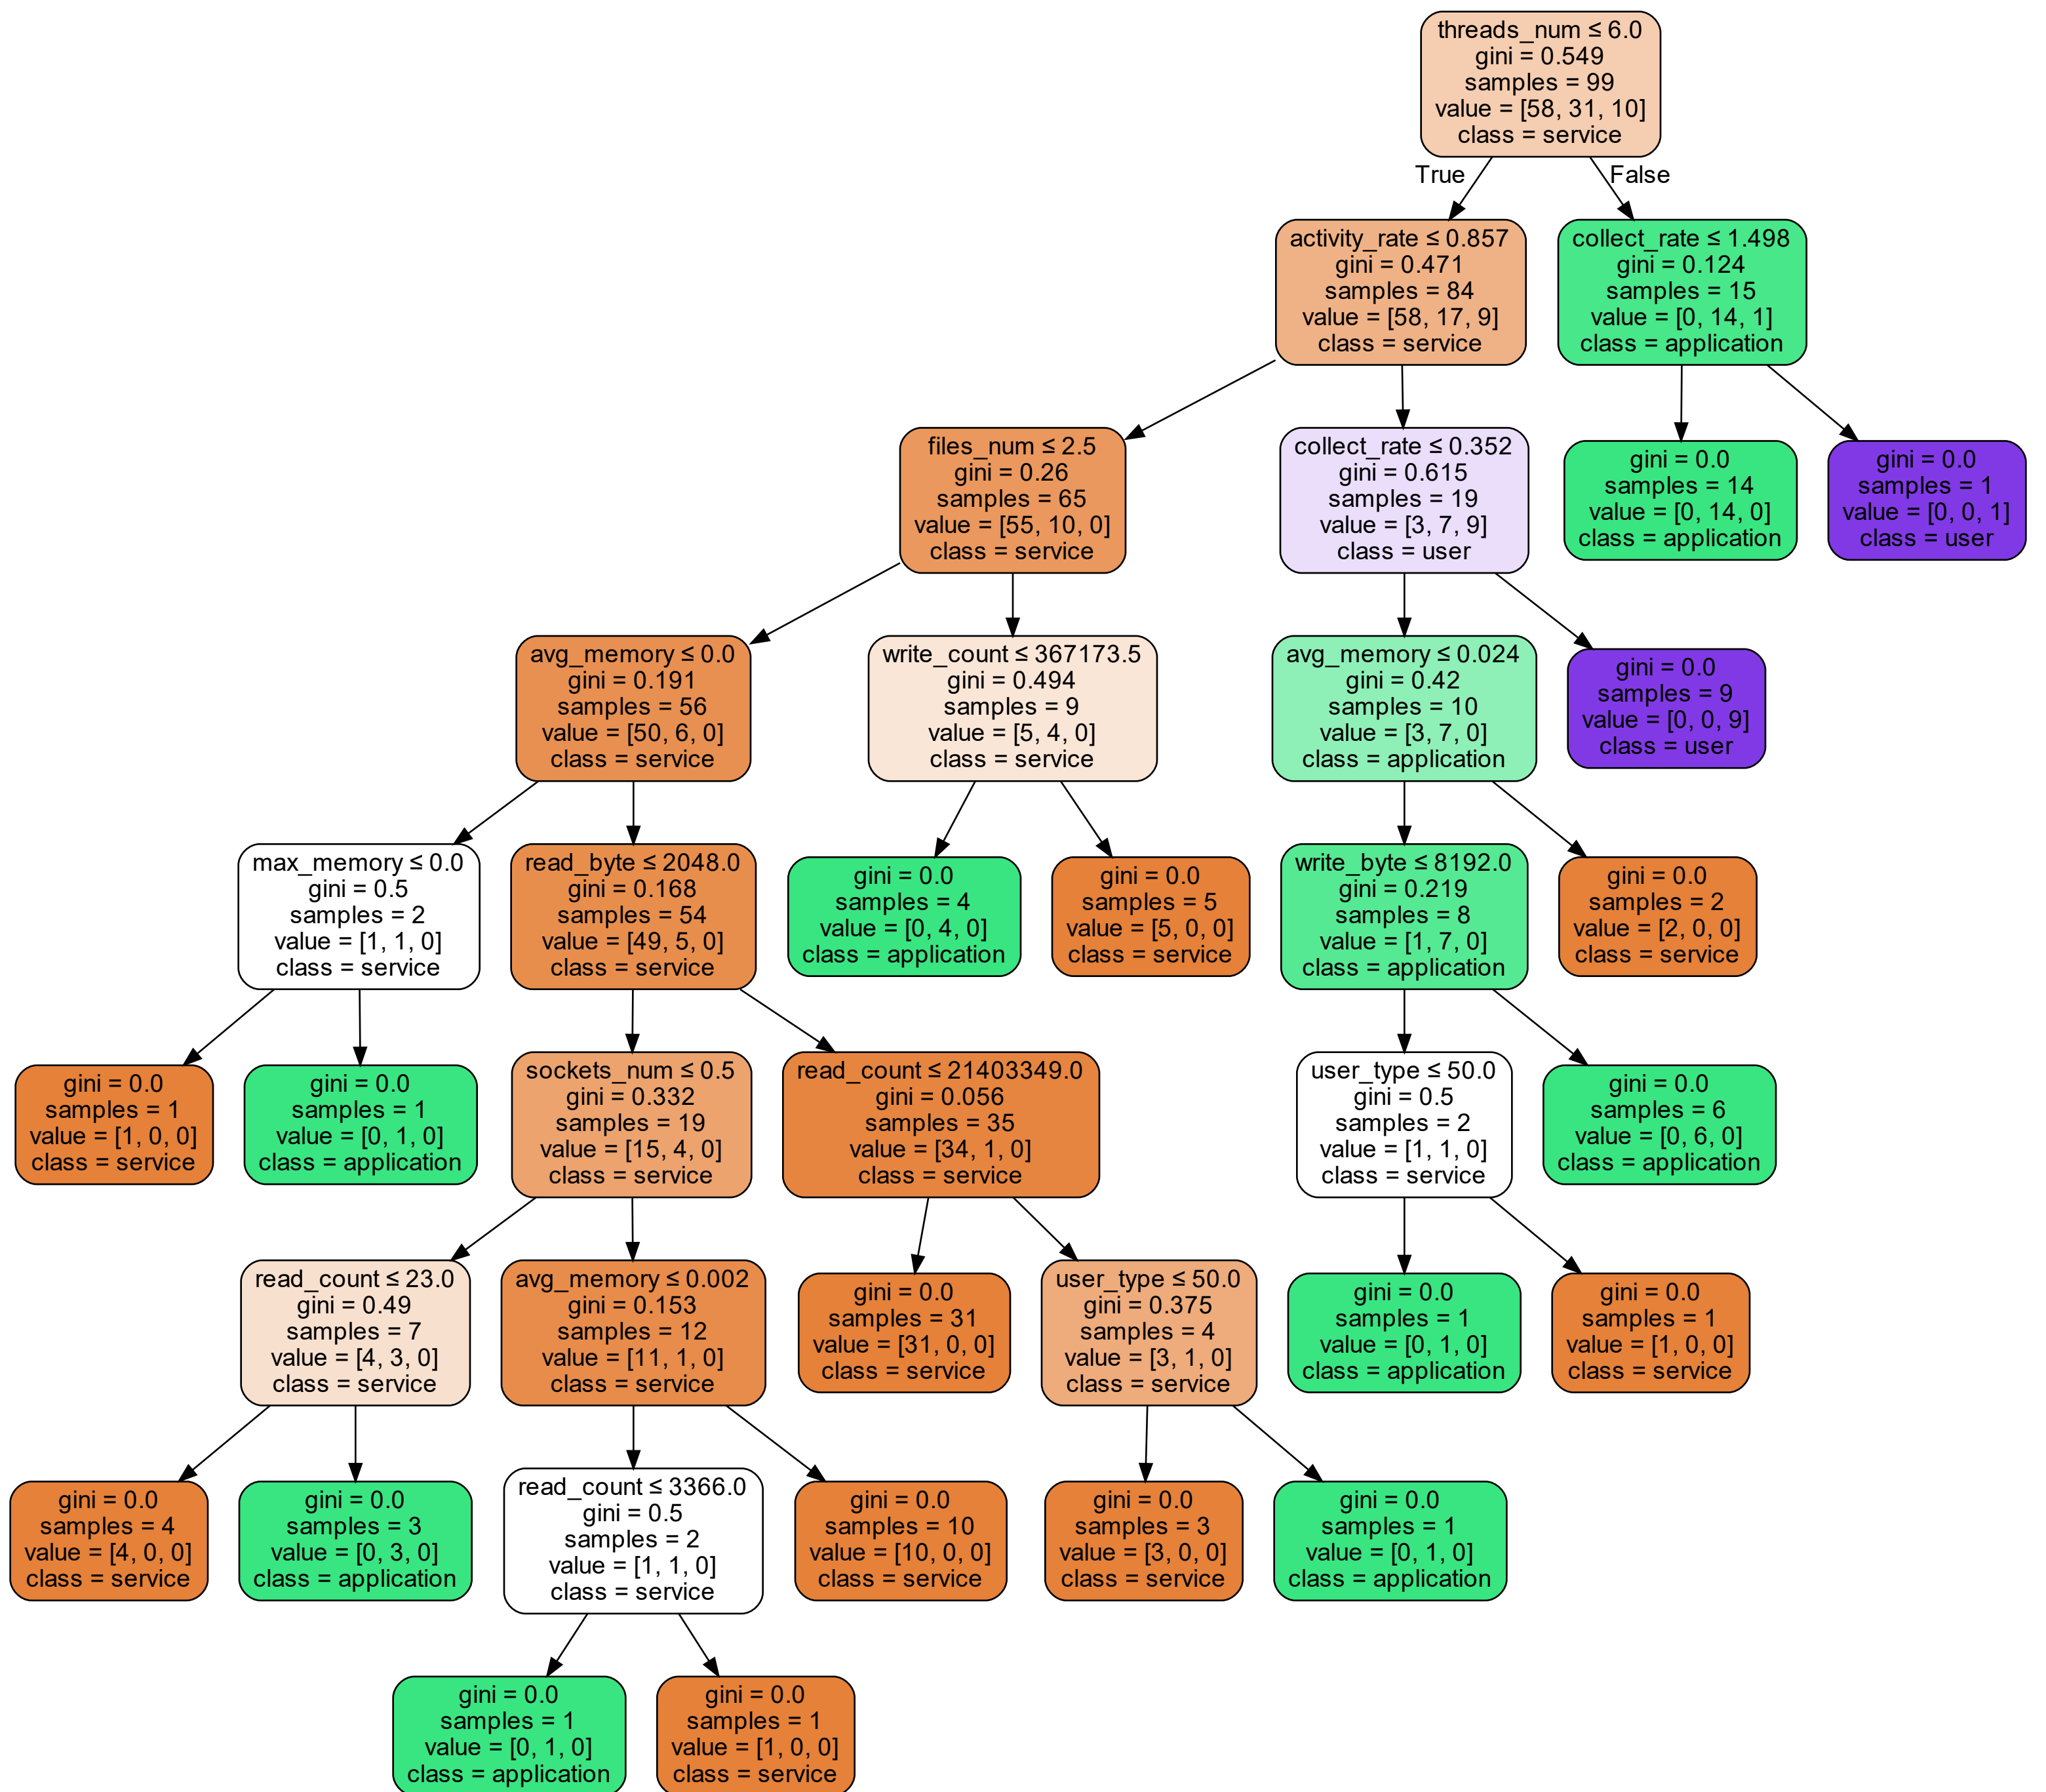 threads_num ≤ 6.0
gini = 0.549
samples = 99
value = [58, 31, 10]
class = service
True
False
activity_rate ≤ 0.857
gini = 0.471
samples = 84
value = [58, 17, 9]
class = service
collect_rate ≤ 1.498
gini = 0.124
samples = 15
value = [0, 14, 1]
class = application
files_num ≤ 2.5
gini = 0.26
samples = 65
value = [55, 10, 0]
class = service
collect_rate ≤ 0.352
gini = 0.615
samples = 19
value = [3, 7, 9]
class = user
gini = 0.0
samples = 14
value = [0, 14, 0]
class = application
gini = 0.0
samples = 1
value = [0, 0, 1]
class = user
avg_memory ≤ 0.0
gini = 0.191
samples = 56
value = [50, 6, 0]
class = service
write_count ≤ 367173.5
gini = 0.494
samples = 9
value = [5, 4, 0]
class = service
avg_memory ≤ 0.024
gini = 0.42
samples = 10
value = [3, 7, 0]
class = application
gini = 0.0
samples = 9
value = [0, 0, 9]
class = user
max_memory ≤ 0.0
gini = 0.5
samples = 2
value = [1, 1, 0]
class = service
read_byte ≤ 2048.0
gini = 0.168
samples = 54
value = [49, 5, 0]
class = service
gini = 0.0
samples = 4
value = [0, 4, 0]
class = application
gini = 0.0
samples = 5
value = [5, 0, 0]
class = service
write_byte ≤ 8192.0
gini = 0.219
samples = 8
value = [1, 7, 0]
class = application
gini = 0.0
samples = 2
value = [2, 0, 0]
class = service
gini = 0.0
samples = 1
value = [1, 0, 0]
class = service
gini = 0.0
samples = 1
value = [0, 1, 0]
class = application
sockets_num ≤ 0.5
gini = 0.332
samples = 19
value = [15, 4, 0]
class = service
read_count ≤ 21403349.0
gini = 0.056
samples = 35
value = [34, 1, 0]
class = service
user_type ≤ 50.0
gini = 0.5
samples = 2
value = [1, 1, 0]
class = service
gini = 0.0
samples = 6
value = [0, 6, 0]
class = application
read_count ≤ 23.0
gini = 0.49
samples = 7
value = [4, 3, 0]
class = service
avg_memory ≤ 0.002
gini = 0.153
samples = 12
value = [11, 1, 0]
class = service
gini = 0.0
samples = 31
value = [31, 0, 0]
class = service
user_type ≤ 50.0
gini = 0.375
samples = 4
value = [3, 1, 0]
class = service
gini = 0.0
samples = 1
value = [0, 1, 0]
class = application
gini = 0.0
samples = 1
value = [1, 0, 0]
class = service
gini = 0.0
samples = 4
value = [4, 0, 0]
class = service
gini = 0.0
samples = 3
value = [0, 3, 0]
class = application
read_count ≤ 3366.0
gini = 0.5
samples = 2
value = [1, 1, 0]
class = service
gini = 0.0
samples = 10
value = [10, 0, 0]
class = service
gini = 0.0
samples = 3
value = [3, 0, 0]
class = service
gini = 0.0
samples = 1
value = [0, 1, 0]
class = application
gini = 0.0
samples = 1
value = [0, 1, 0]
class = application
gini = 0.0
samples = 1
value = [1, 0, 0]
class = service